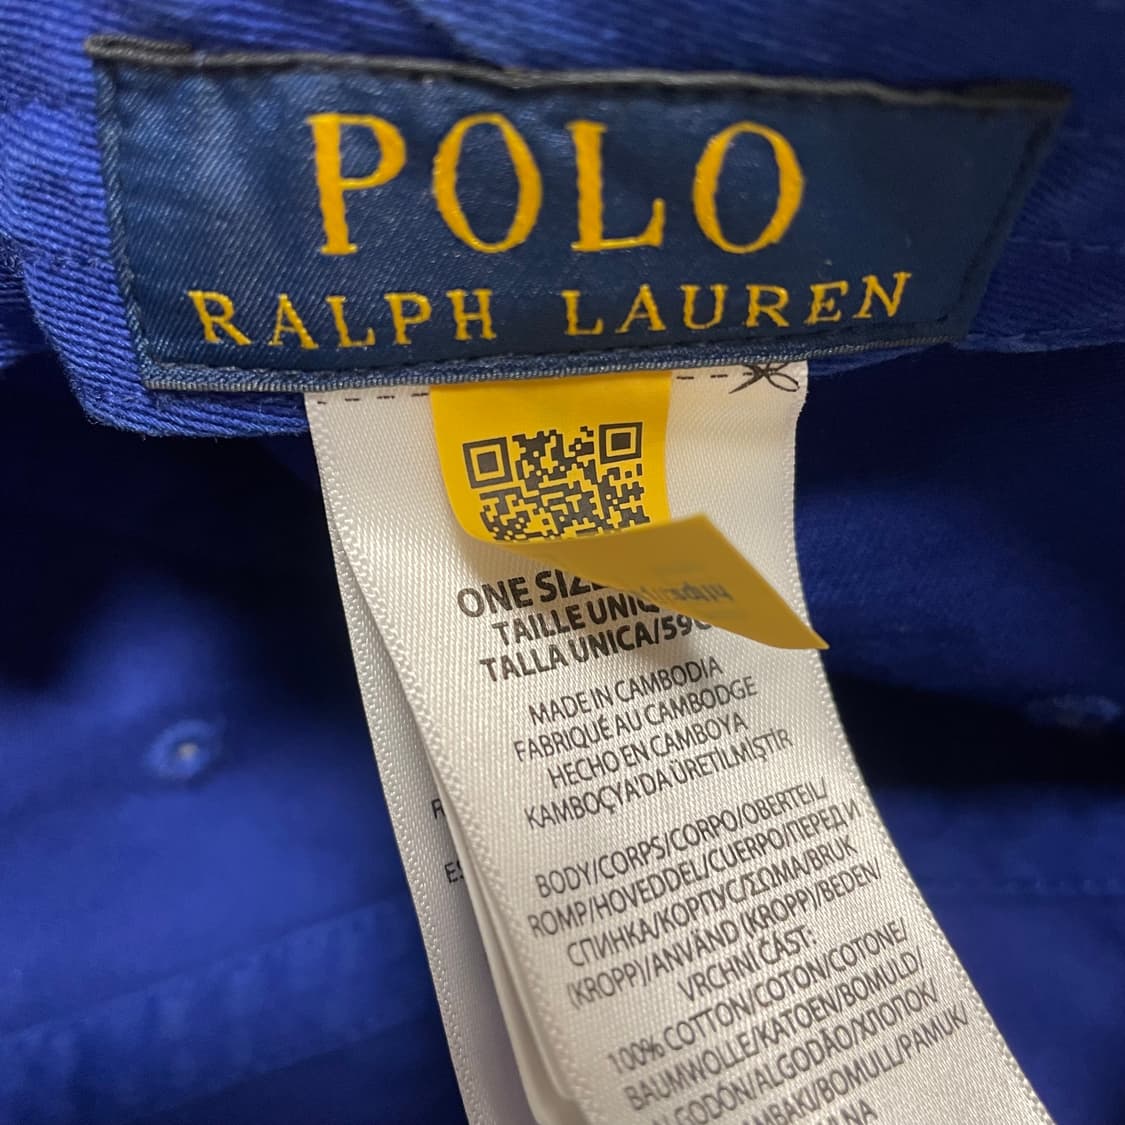 POLO
RALPH LAUREN
ONE SIZE
TAILLE
TALLA UNICA/59
MADE IN CAMBODIA
FABRIQUÉ AU CAMBODGE
HECHO EN CAMBOYA
KAMBOÇYA'DA ÜRETILMIŞTIR
BODY/CORPS/CORPO/OBERTEIL/
ROMP/HOVEDDEL/CUERPO/ПЕРЕД И
СПИНКА/КОРПУС/ΣΩΜΑ/BRUK
(KROPP)/ANVÄND (KROPP)/BEDEN/
VRCHNÍ ČÁST:
100% COTTON/COTON/COTONE/
BAUMWOLLE/KATOEN/BOMULD/
ALGODÓN/ALGODÃO/ХЛОПОК/
BOMULL/PAMUK/